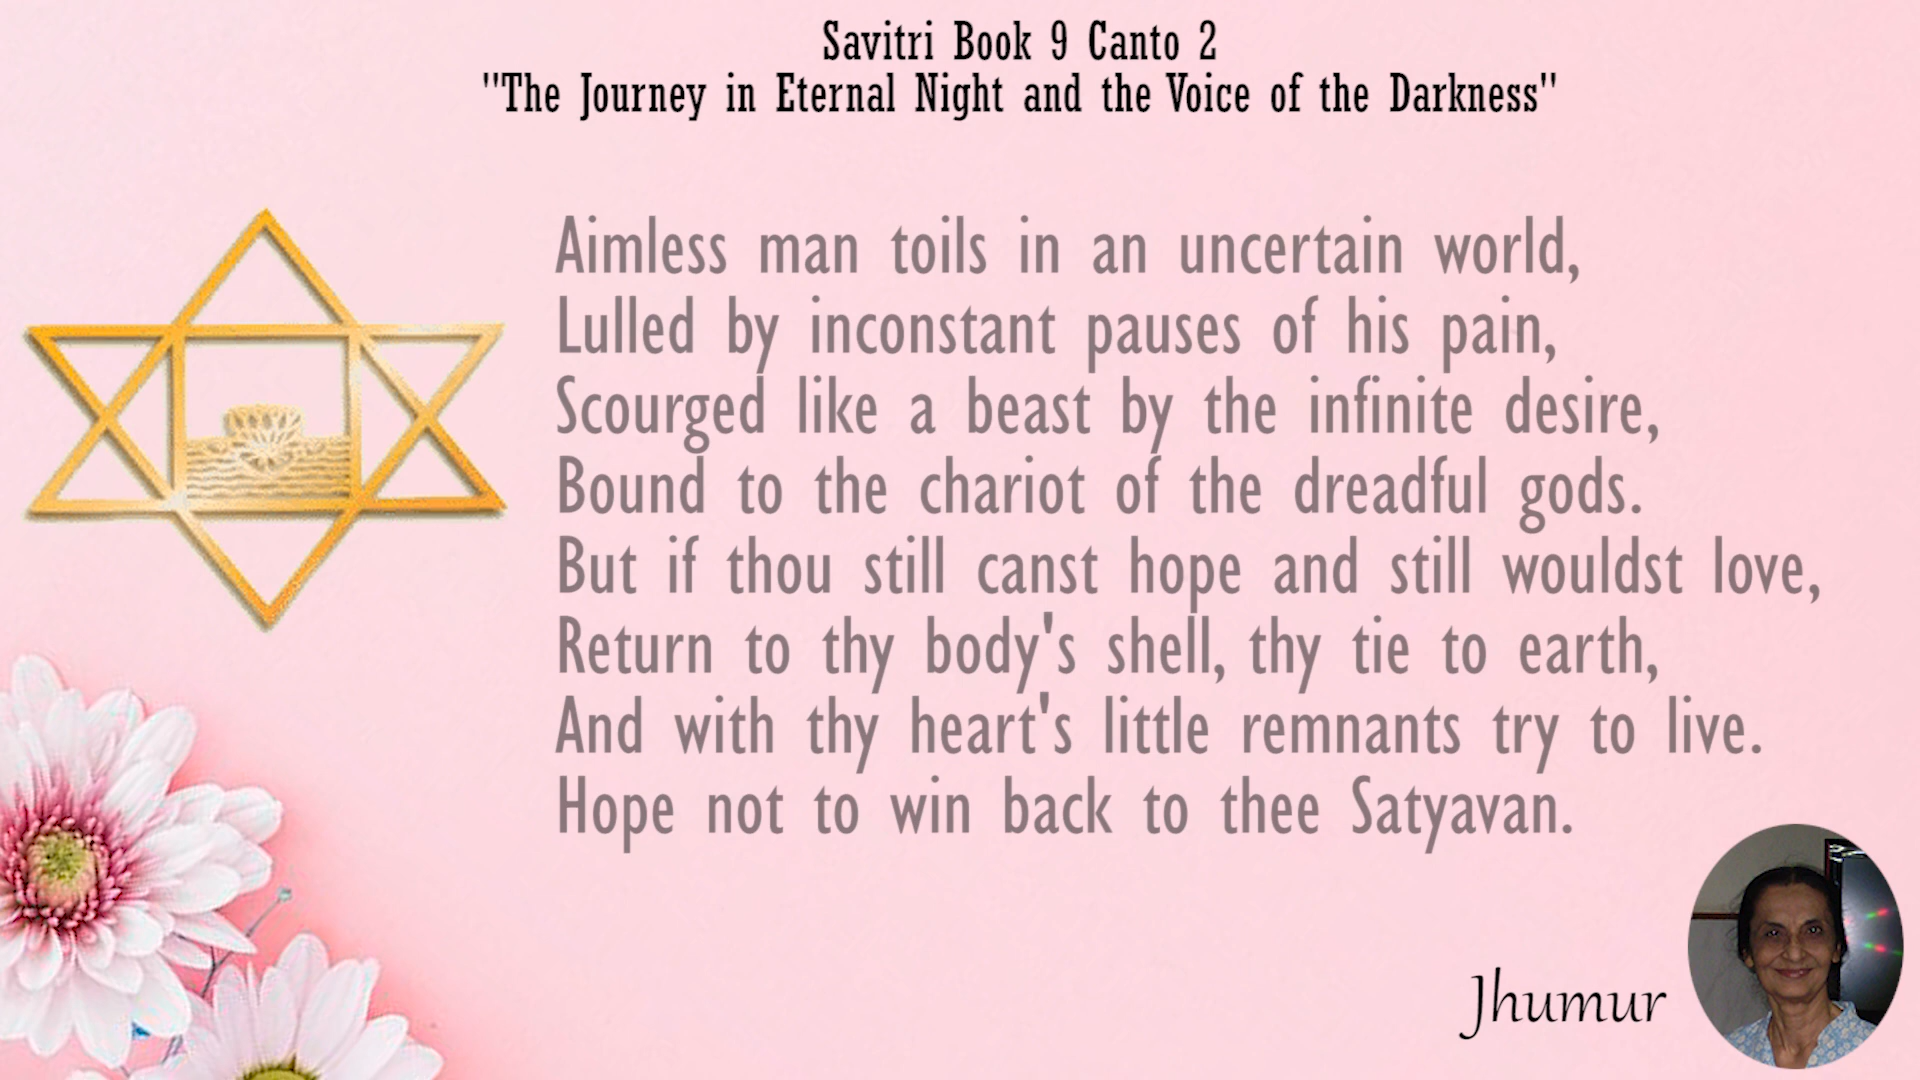 Savitri Book 9 Canto 2
"The Journey in Eternal Night and the Voice of the Darkness"
Aimless man toils in an uncertain world,
Lulled by inconstant pauses of his pain,
Scourged like a beast by the infinite desire,
Bound to the chariot of the dreadful gods.
But if thou still canst hope and still wouldst love,
Return to thy body's shell, thy tie to earth,
And with thy heart's little remnants try to live.
Hope not to win back to thee Satyavan.
Jhumur